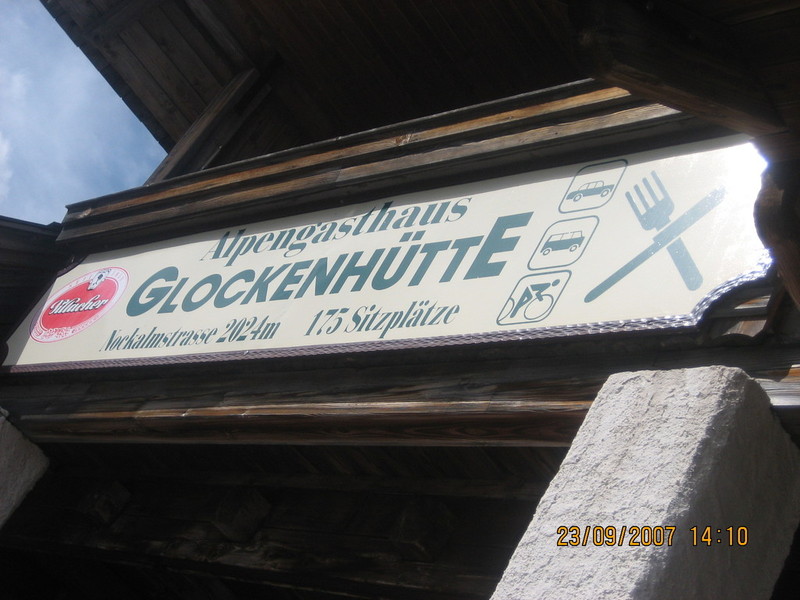 Alpengasthaus
GLOCKENHÜTTE
Villacher
Nockalmstrasse 2024m 175 Sitzplätze
23/09/2007 14:10